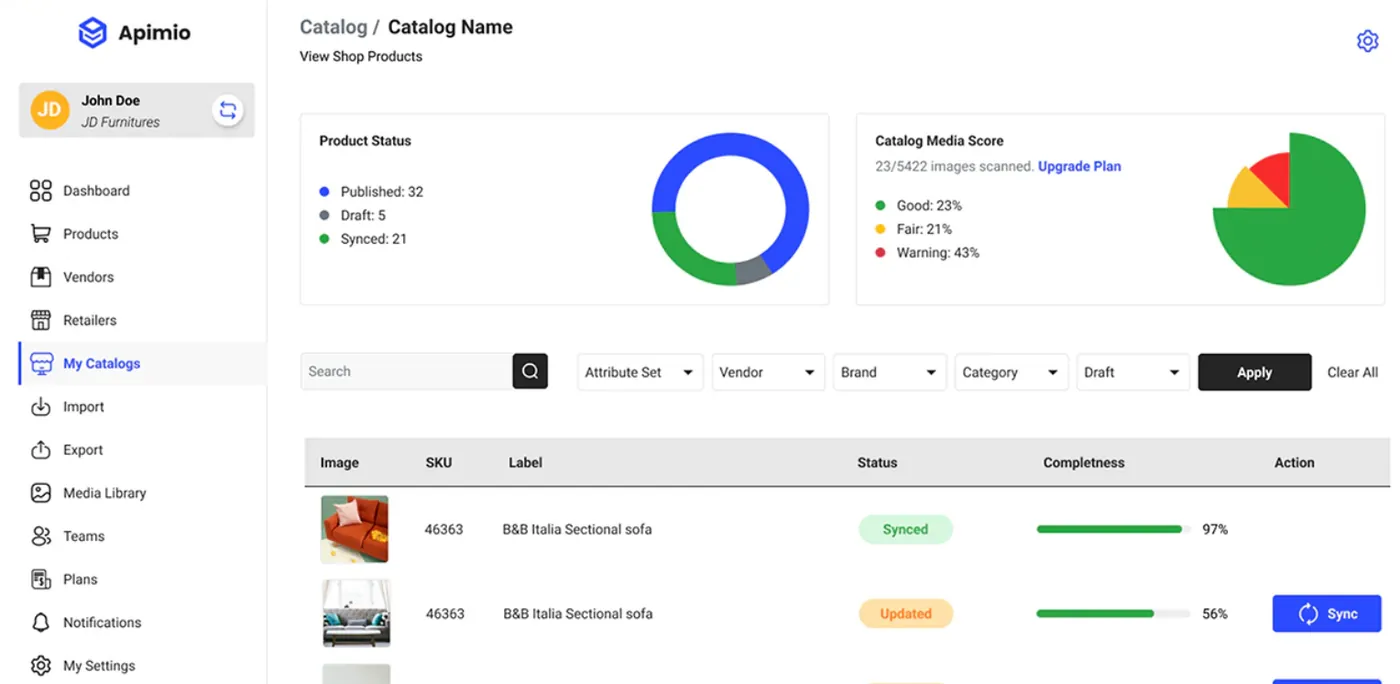 Apimio
JD
John Doe
JD Furnitures
Dashboard
Products
Vendors
Retailers
My Catalogs
Import
Export
Media Library
Teams
Plans
Notifications
My Settings
Catalog / Catalog Name
View Shop Products
Product Status
Published: 32
Draft: 5
Synced: 21
Catalog Media Score
23/5422 images scanned. Upgrade Plan
Good: 23%
Fair: 21%
Warning: 43%
Search
Attribute Set
Vendor
Brand
Category
Draft
Apply
Clear All
Image SKU Label Status Completness Action
46363 B&B Italia Sectional sofa Synced 97%
46363 B&B Italia Sectional sofa Updated 56% Sync